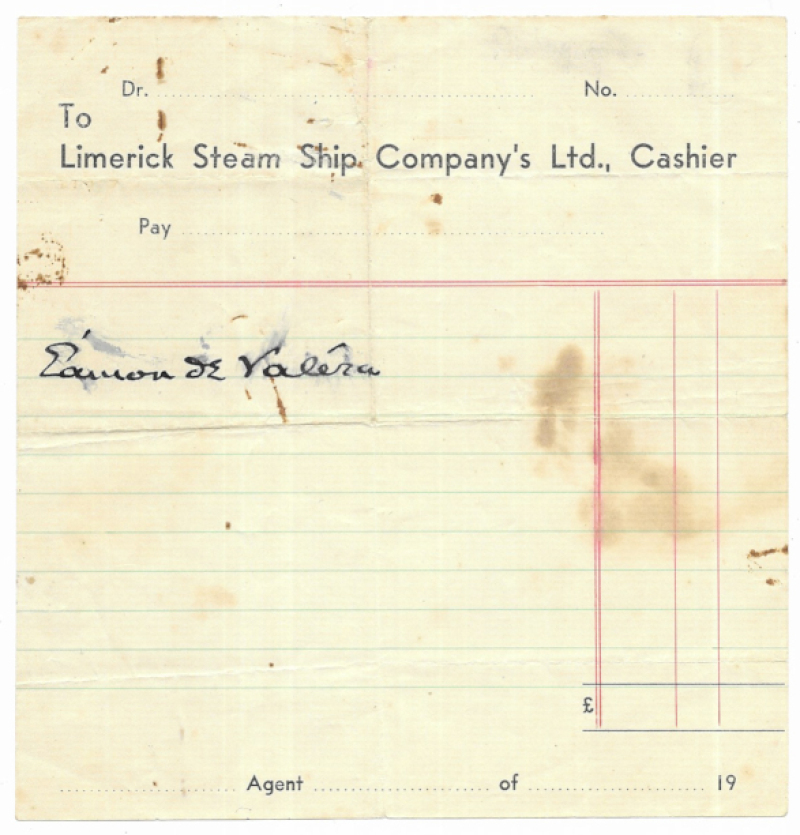 Dr. No.
To
Limerick Steam Ship Company's Ltd., Cashier
Pay
Éamon de Valéra
£
Agent of 19